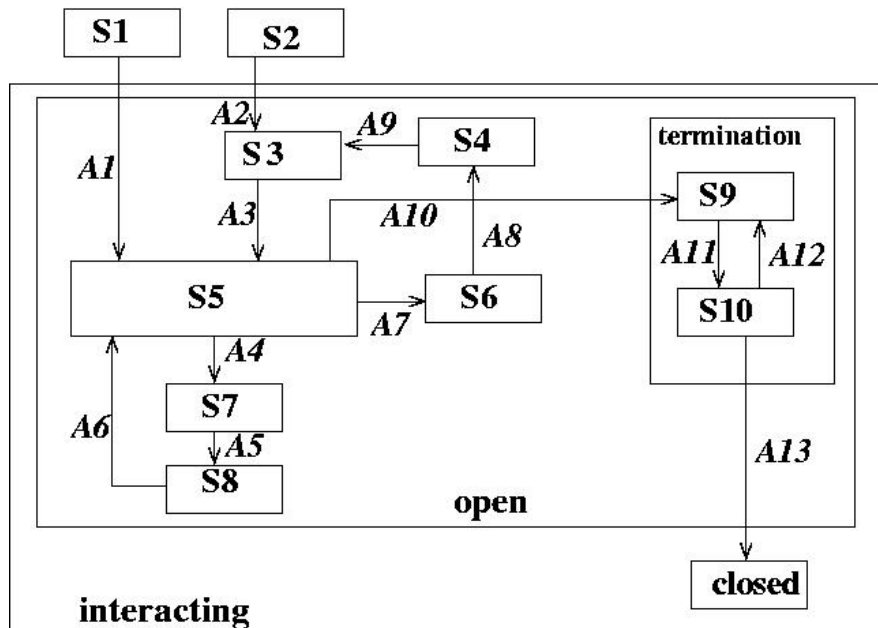 S1
S2
A2
A9
S4
termination
S3
A1
S9
A3
A10
A8
A11
A12
S5
S6
S10
A7
A4
S7
A6
A5
A13
S8
open
closed
interacting